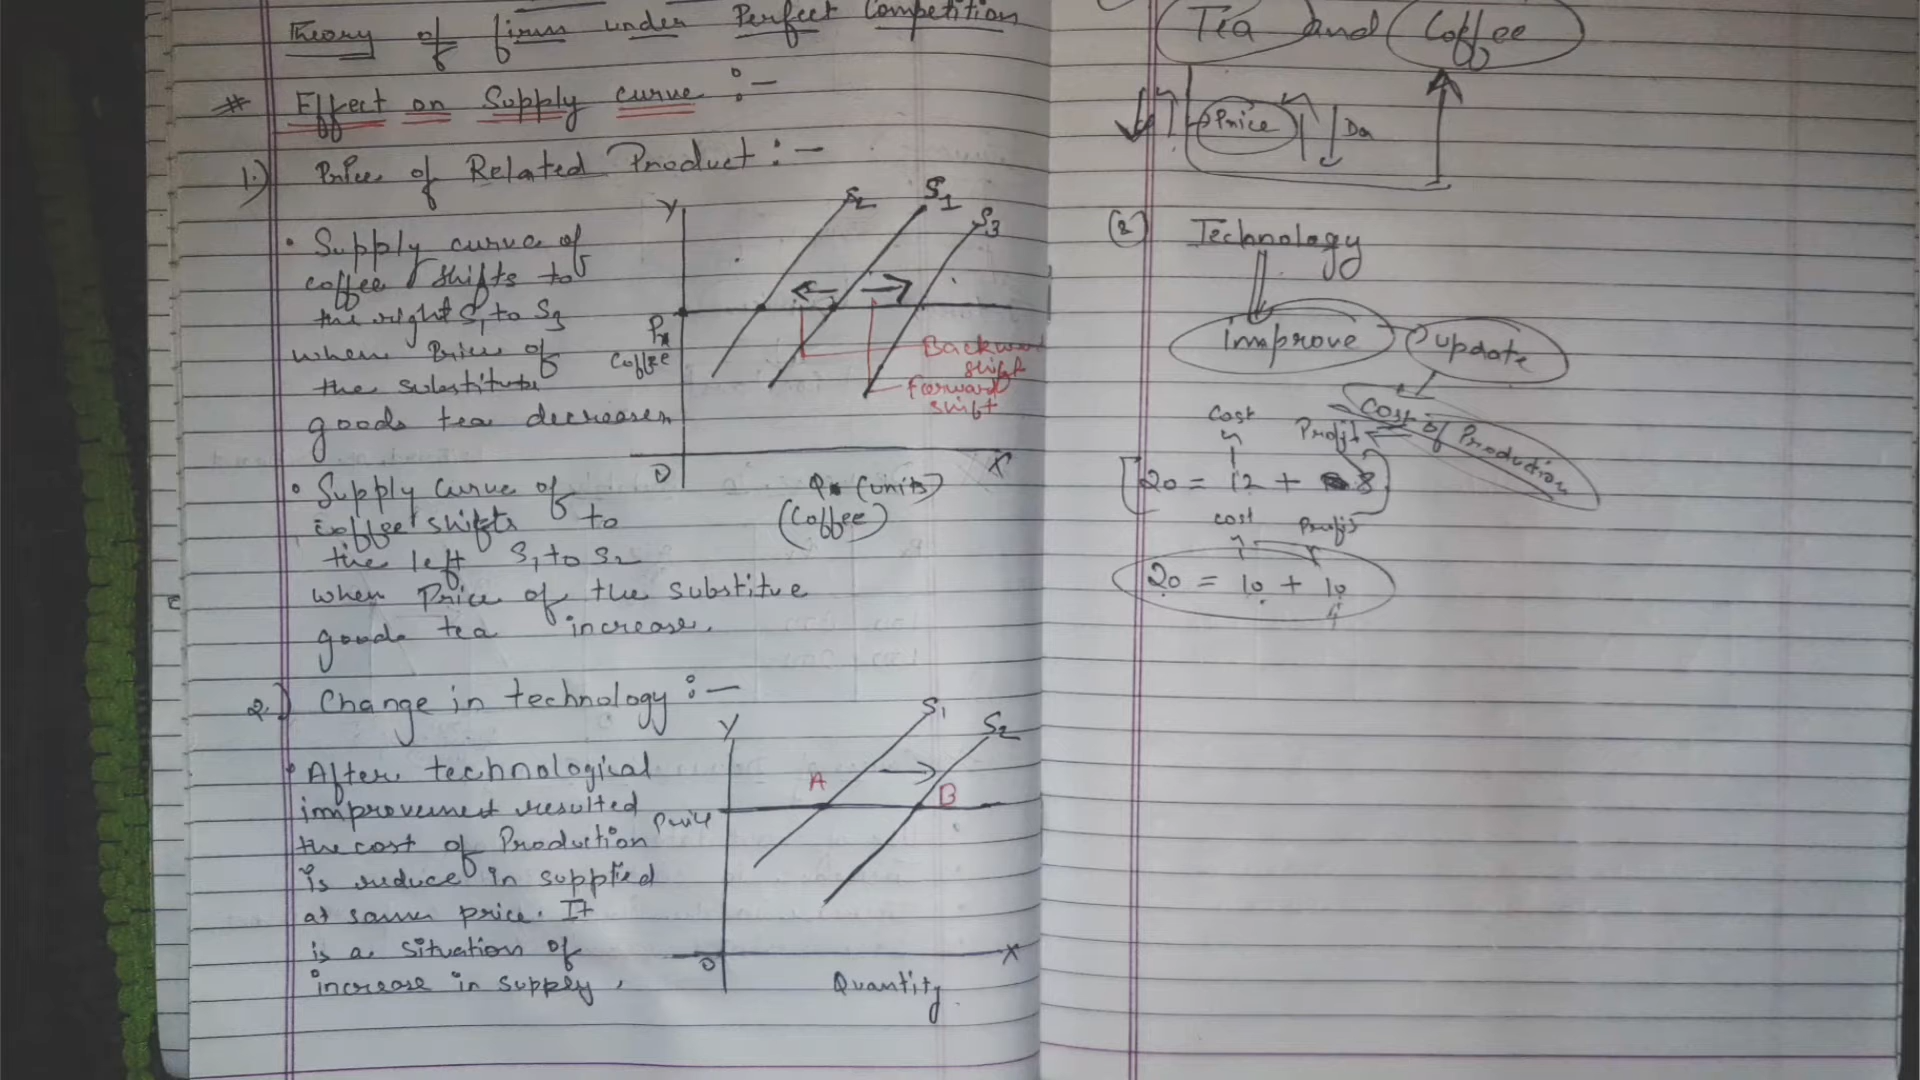 Theory of firms under Perfect Competition
# Effect on Supply curve :-
1.) Price of Related Product :-
• Supply curve of
coffee shifts to
the right S1 to S3
when Price of
the substitute
goods tea decreases
Y
S2
S1
S3
Px
coffee
Backward
shift
forward
shift
O
X
Qx (units)
(Coffee)
• Supply Curve of
coffee shifts to
the left S1 to S2
when Price of the substitue
goods tea increase.
2.) Change in technology :-
• After technological
improvement resulted
the cost of Production
is reduce in supplied
at same price. It
is a situation of
increase in supply.
Y
S1
S2
A
B
Price
O
X
Quantity
Tea and Coffee
Price
(2) Technology
improve update
Cost of Production
Cost Profit
20 = 12 + 8
cost Profit
20 = 10 + 10